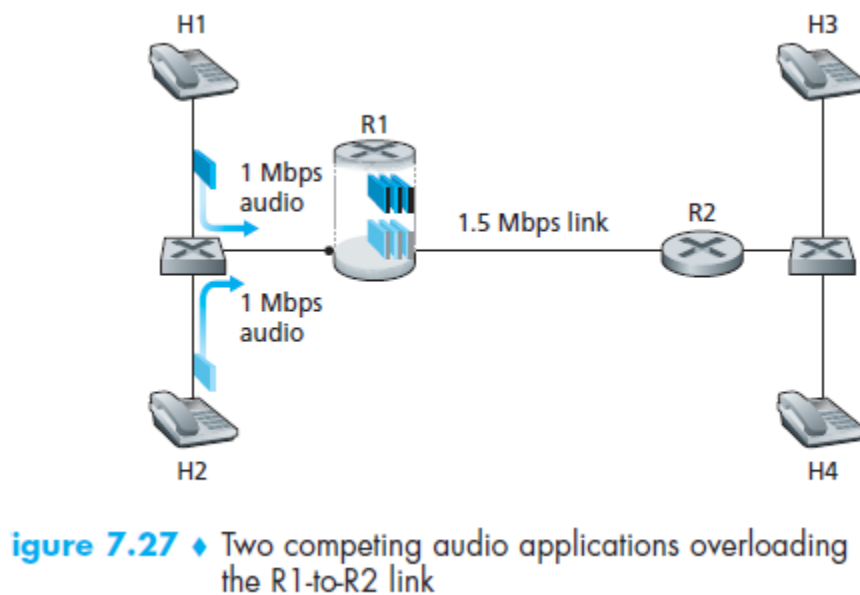 H1
H3
R1
1 Mbps
audio
1.5 Mbps link
R2
1 Mbps
audio
H2
H4
igure 7.27 ♦ Two competing audio applications overloading
the R1-to-R2 link